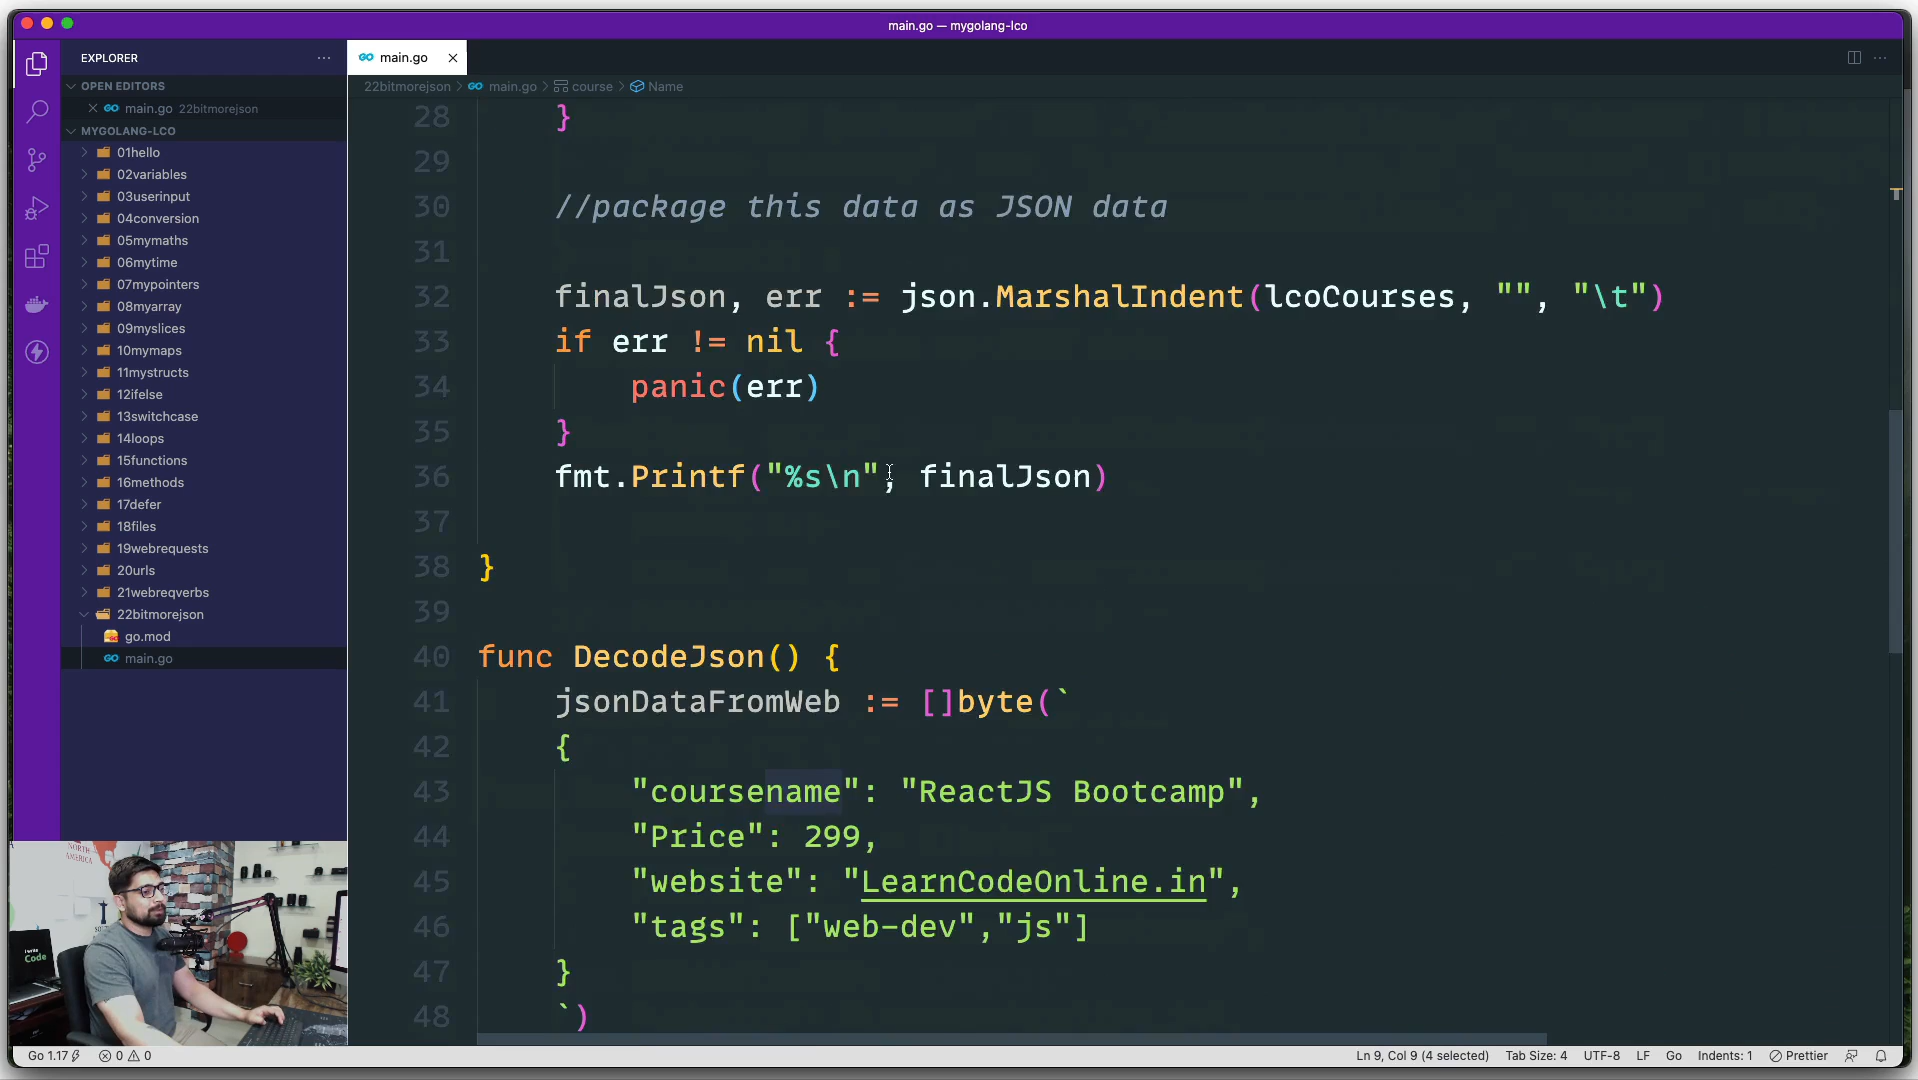 main.go — mygolang-lco
EXPLORER
main.go
OPEN EDITORS
main.go 22bitmorejson
22bitmorejson > main.go > course > Name
MYGOLANG-LCO
01hello
02variables
03userinput
04conversion
05mymaths
06mytime
07mypointers
08myarray
09myslices
10mymaps
11mystructs
12ifelse
13switchcase
14loops
15functions
16methods
17defer
18files
19webrequests
20urls
21webreqverbs
22bitmorejson
go.mod
main.go
28 }
29
30 //package this data as JSON data
31
32 finalJson, err := json.MarshalIndent(lcoCourses, "", "\t")
33 if err != nil {
34 panic(err)
35 }
36 fmt.Printf("%s\n", finalJson)
37
38 }
39
40 func DecodeJson() {
41 jsonDataFromWeb := []byte(`
42 {
43 "coursename": "ReactJS Bootcamp",
44 "Price": 299,
45 "website": "LearnCodeOnline.in",
46 "tags": ["web-dev","js"]
47 }
48 `)
NORTH
AMERICA
I write
Code
Go 1.17 0 0 Ln 9, Col 9 (4 selected) Tab Size: 4 UTF-8 LF Go Indents: 1 Prettier